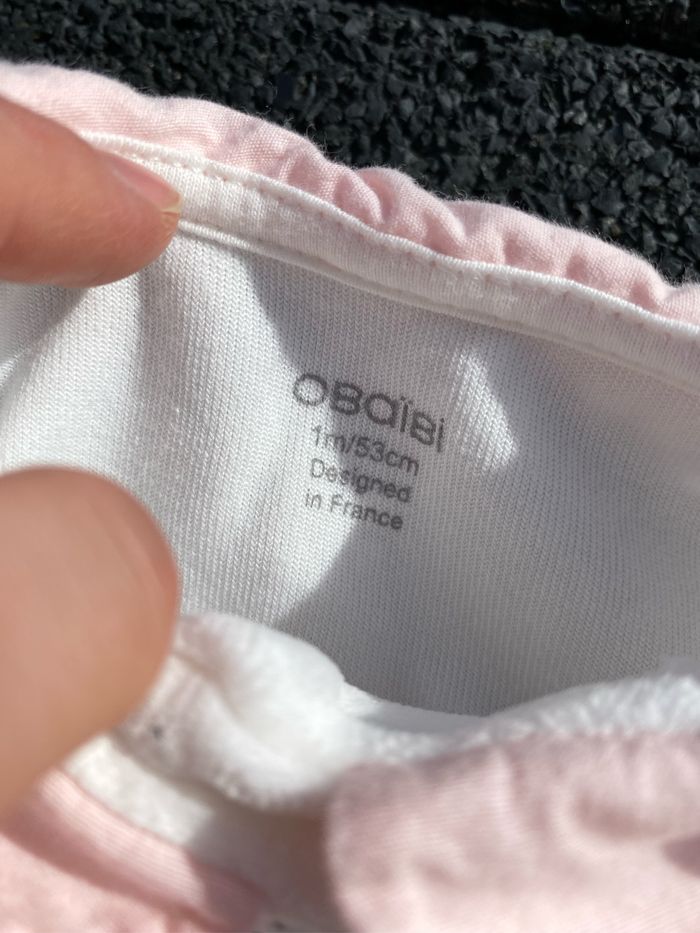 OBaïBi
1m/53cm
Designed
in France